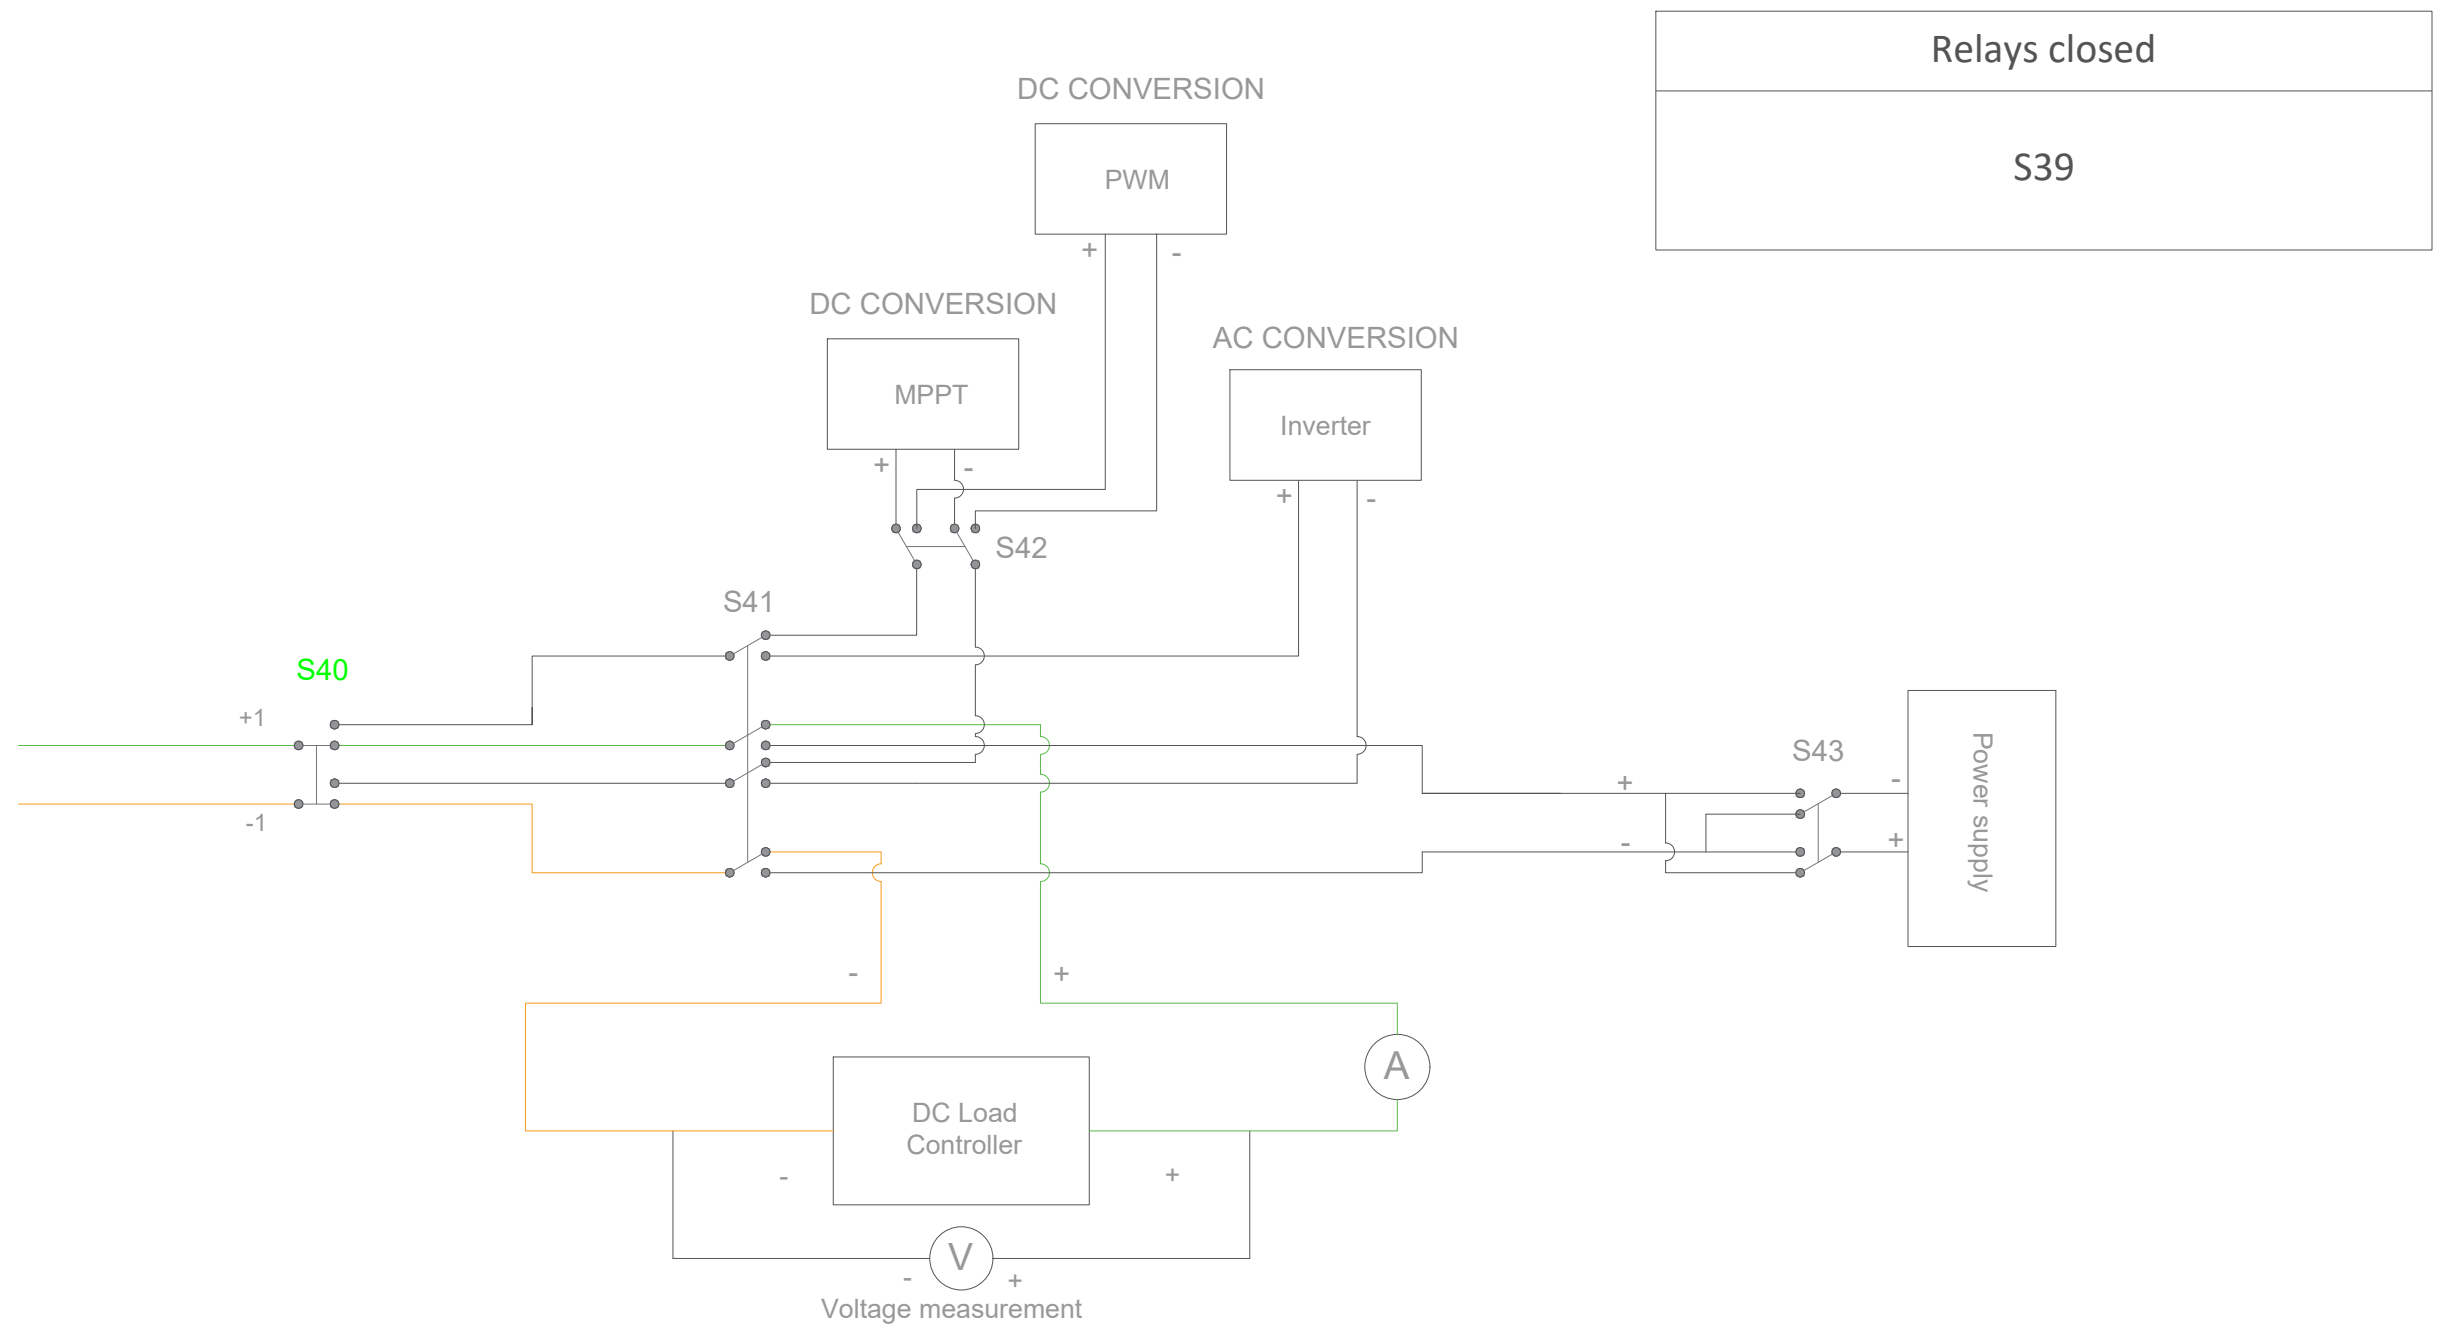 Relays closed
S39
DC CONVERSION
PWM
+ -
DC CONVERSION
MPPT
+ -
AC CONVERSION
Inverter
+ -
S42
S41
S40
+1
-1
S43
+
-
-
+
Power supply
- +
A
DC Load
Controller
- +
V
- +
Voltage measurement